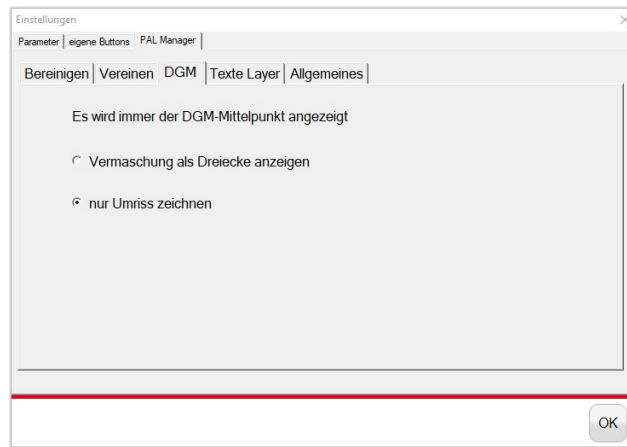 Einstellungen
Parameter eigene Buttons PAL Manager
Bereinigen Vereinen DGM Texte Layer Allgemeines
Es wird immer der DGM-Mittelpunkt angezeigt
Vermaschung als Dreiecke anzeigen
nur Umriss zeichnen
OK